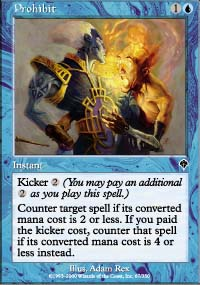 Prohibit
1
Instant
Kicker 2 (You may pay an additional
2 as you play this spell.)
Counter target spell if its converted
mana cost is 2 or less. If you paid
the kicker cost, counter that spell
if its converted mana cost is 4
or less instead.
Illus. Adam Rex